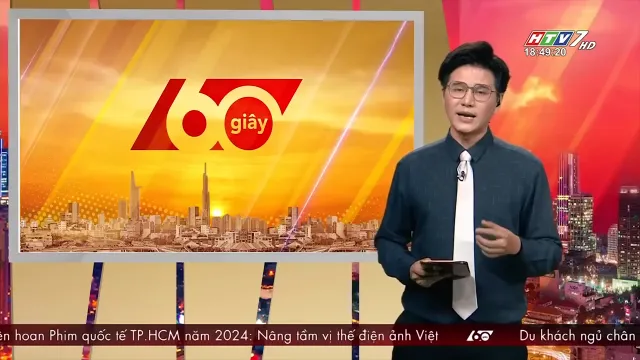 HTV7 HD
18:49:20
60 giây
ên hoan Phim quốc tế TP.HCM năm 2024: Nâng tầm vị thế điện ảnh Việt 60 Du khách ngủ chân